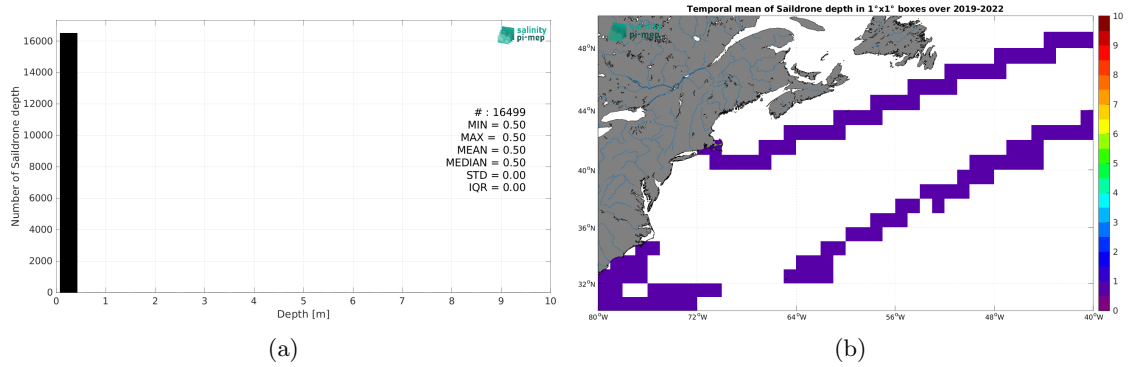 salinity
pi-mep
Number of Saildrone depth
16000
14000
12000
10000
8000
6000
4000
2000
0
# : 16499
MIN = 0.50
MAX = 0.50
MEAN = 0.50
MEDIAN = 0.50
STD = 0.00
IQR = 0.00
0 1 2 3 4 5 6 7 8 9 10
Depth [m]
(a)
Temporal mean of Saildrone depth in 1°x1° boxes over 2019-2022
salinity
pi-mep
48°N
44°N
40°N
36°N
32°N
80°W 72°W 64°W 56°W 48°W 40°W
10
9
8
7
6
5
4
3
2
1
0
(b)